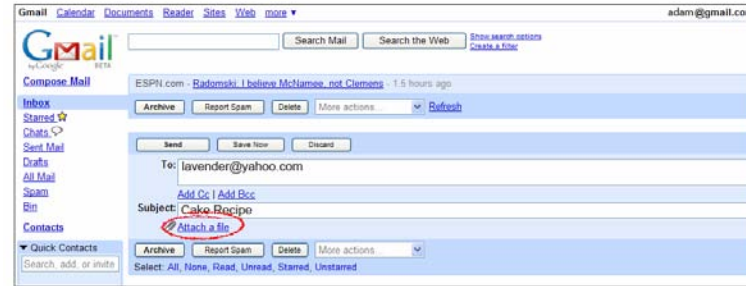 Gmail Calendar Documents Reader Sites Web more ▼ adam@gmail.co
Gmail
by Google BETA
Search Mail Search the Web Show search options
Create a filter
Compose Mail
ESPN.com - Radomski: I believe McNamee, not Clemens - 1.5 hours ago
Inbox
Archive Report Spam Delete More actions... Refresh
Starred
Chats
Sent Mail
Send Save Now Discard
Drafts
To: lavender@yahoo.com
All Mail
Spam
Add Cc | Add Bcc
Bin
Subject: Cake Recipe
Contacts
Attach a file
Quick Contacts
Archive Report Spam Delete More actions...
Search, add, or invite
Select: All, None, Read, Unread, Starred, Unstarred